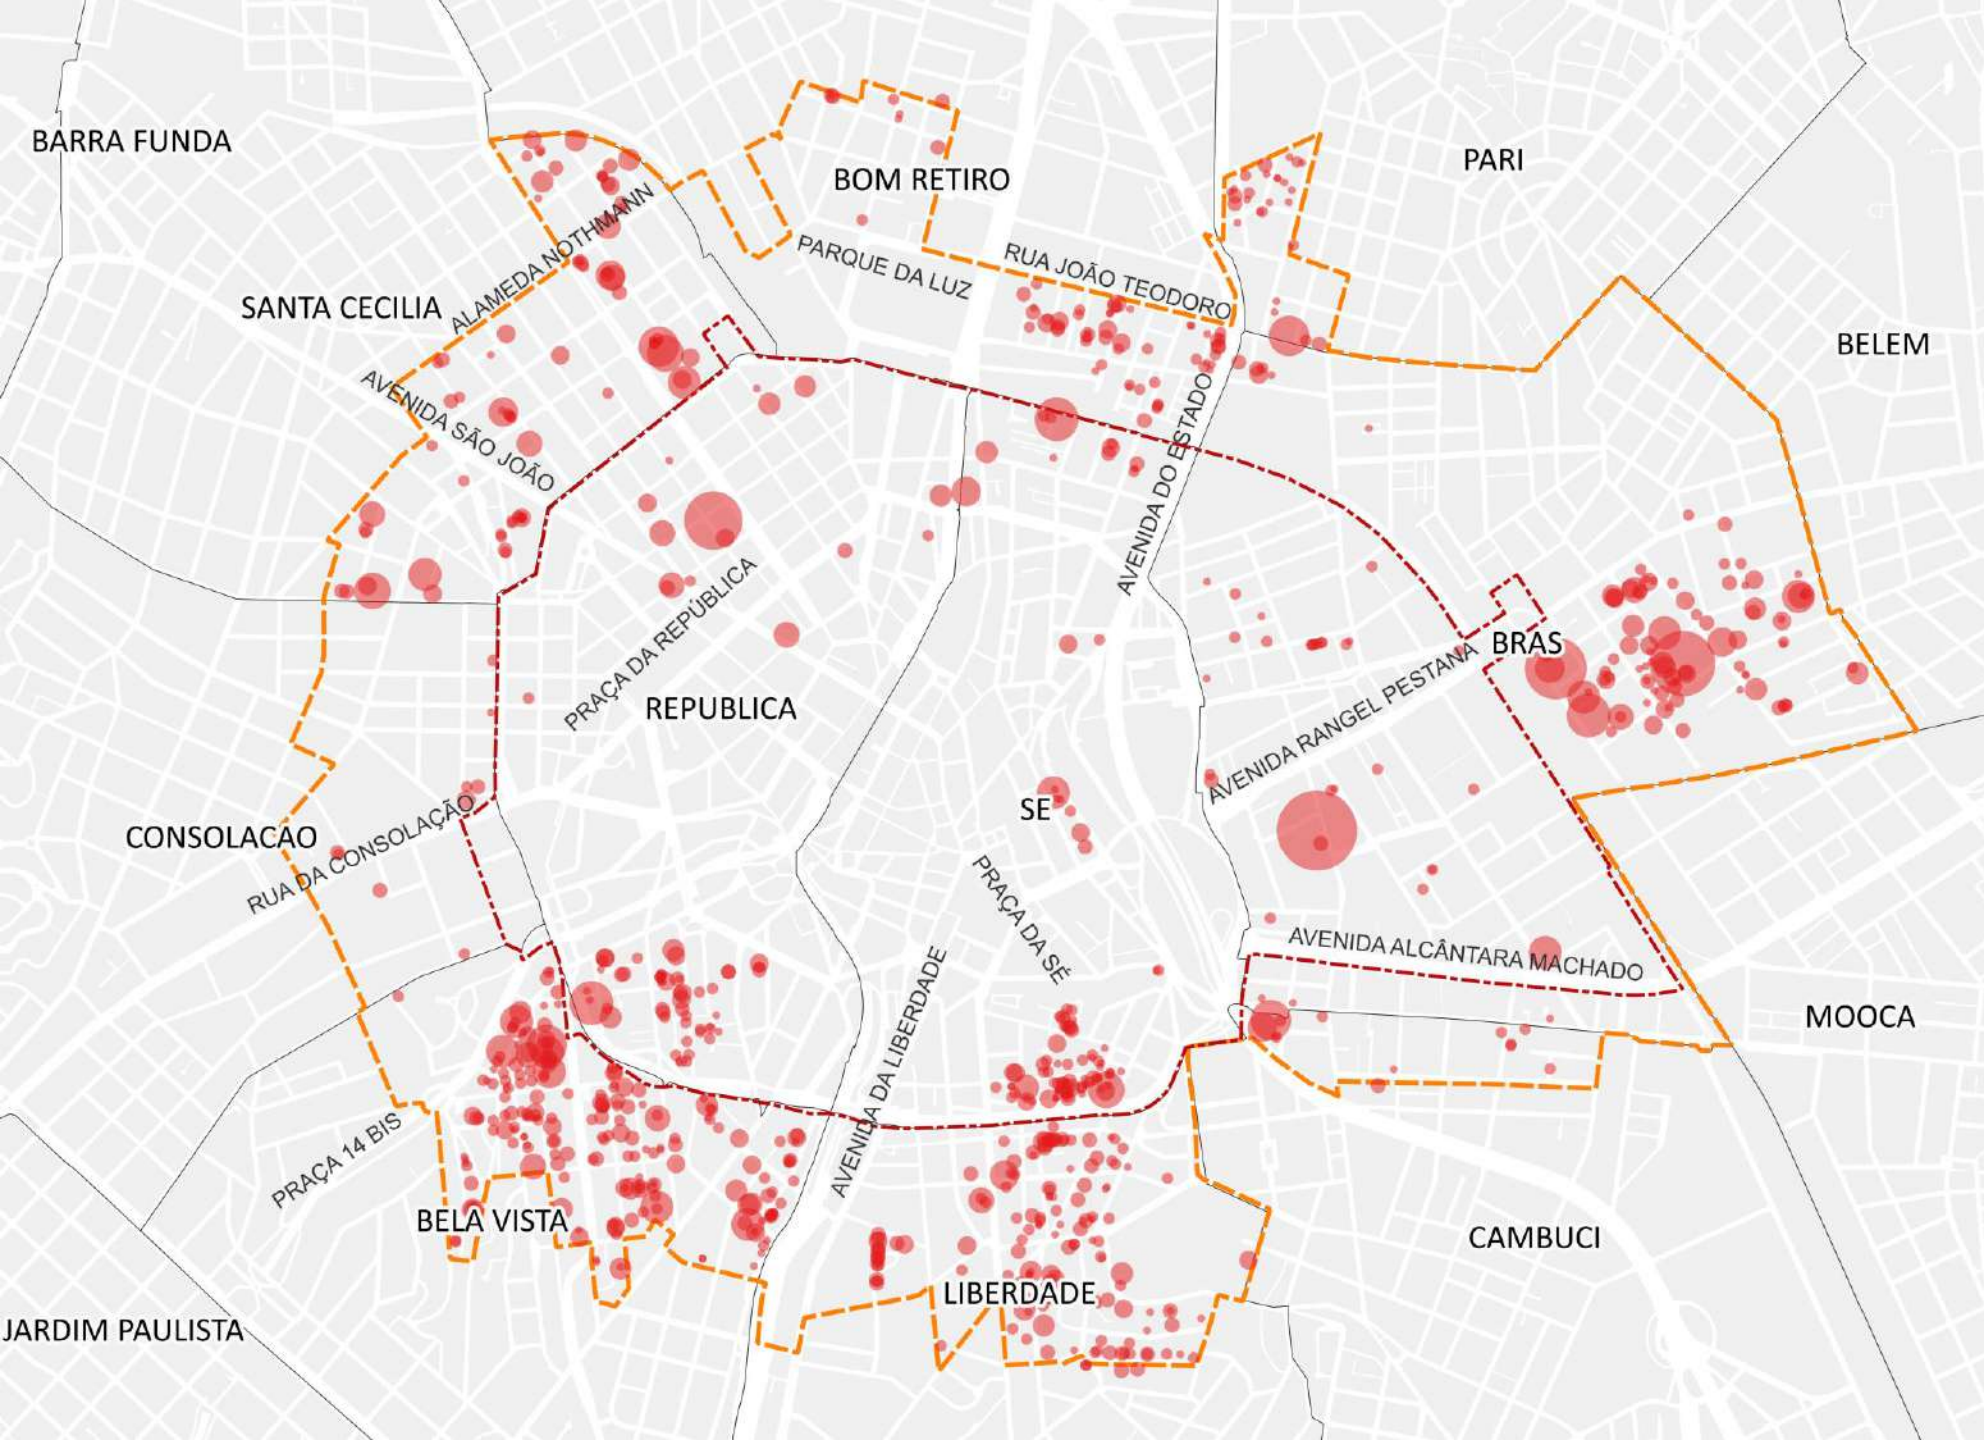 BARRA FUNDA
PARI
BOM RETIRO
ALAMEDA NOTHMANN
PARQUE DA LUZ
RUA JOÃO TEODORO
SANTA CECILIA
BELEM
AVENIDA SÃO JOÃO
AVENIDA DO ESTADO
PRAÇA DA REPÚBLICA
BRAS
REPUBLICA
AVENIDA RANGEL PESTANA
SE
CONSOLACAO
RUA DA CONSOLAÇÃO
PRAÇA DA SÉ
AVENIDA ALCÂNTARA MACHADO
MOOCA
AVENIDA DA LIBERDADE
PRAÇA 14 BIS
BELA VISTA
CAMBUCI
LIBERDADE
JARDIM PAULISTA